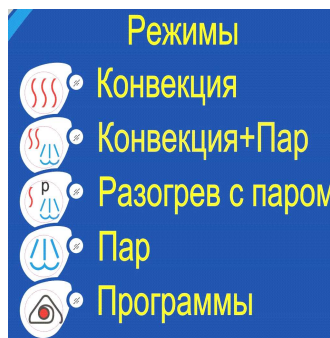 Режимы
Конвекция
Конвекция+Пар
P
Разогрев с паром
Пар
Программы